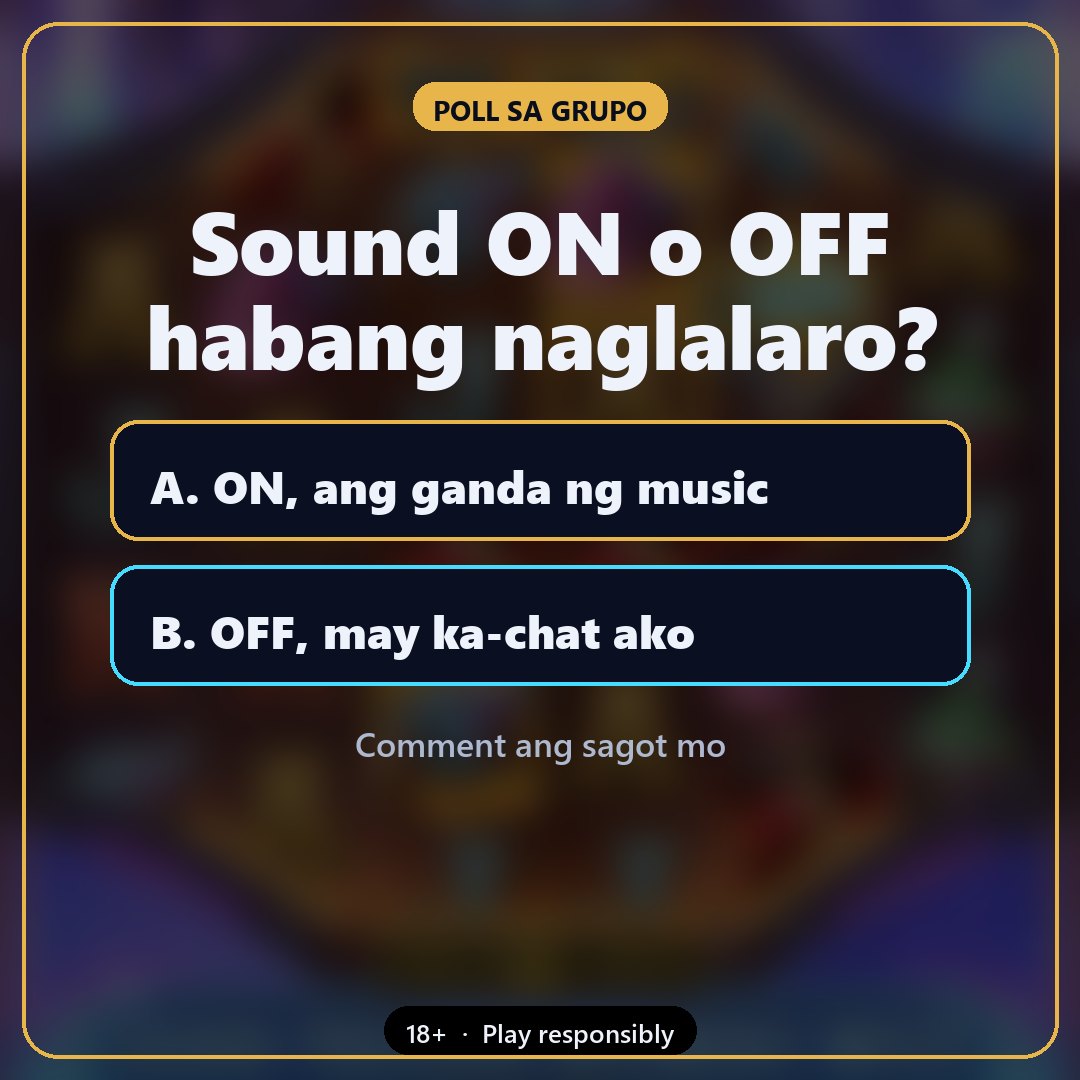 POLL SA GRUPO
Sound ON o OFF
habang naglalaro?
A. ON, ang ganda ng music
B. OFF, may ka-chat ako
Comment ang sagot mo
18+ · Play responsibly